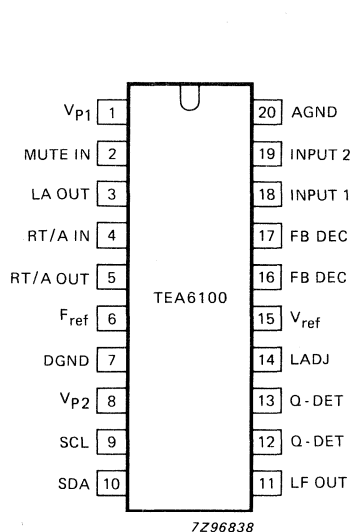 VP1 1 20 AGND
MUTE IN 2 19 INPUT 2
LA OUT 3 18 INPUT 1
RT/A IN 4 17 FB DEC
RT/A OUT 5 16 FB DEC
TEA6100
Fref 6 15 Vref
DGND 7 14 LADJ
VP2 8 13 Q-DET
SCL 9 12 Q-DET
SDA 10 11 LF OUT
7Z96838